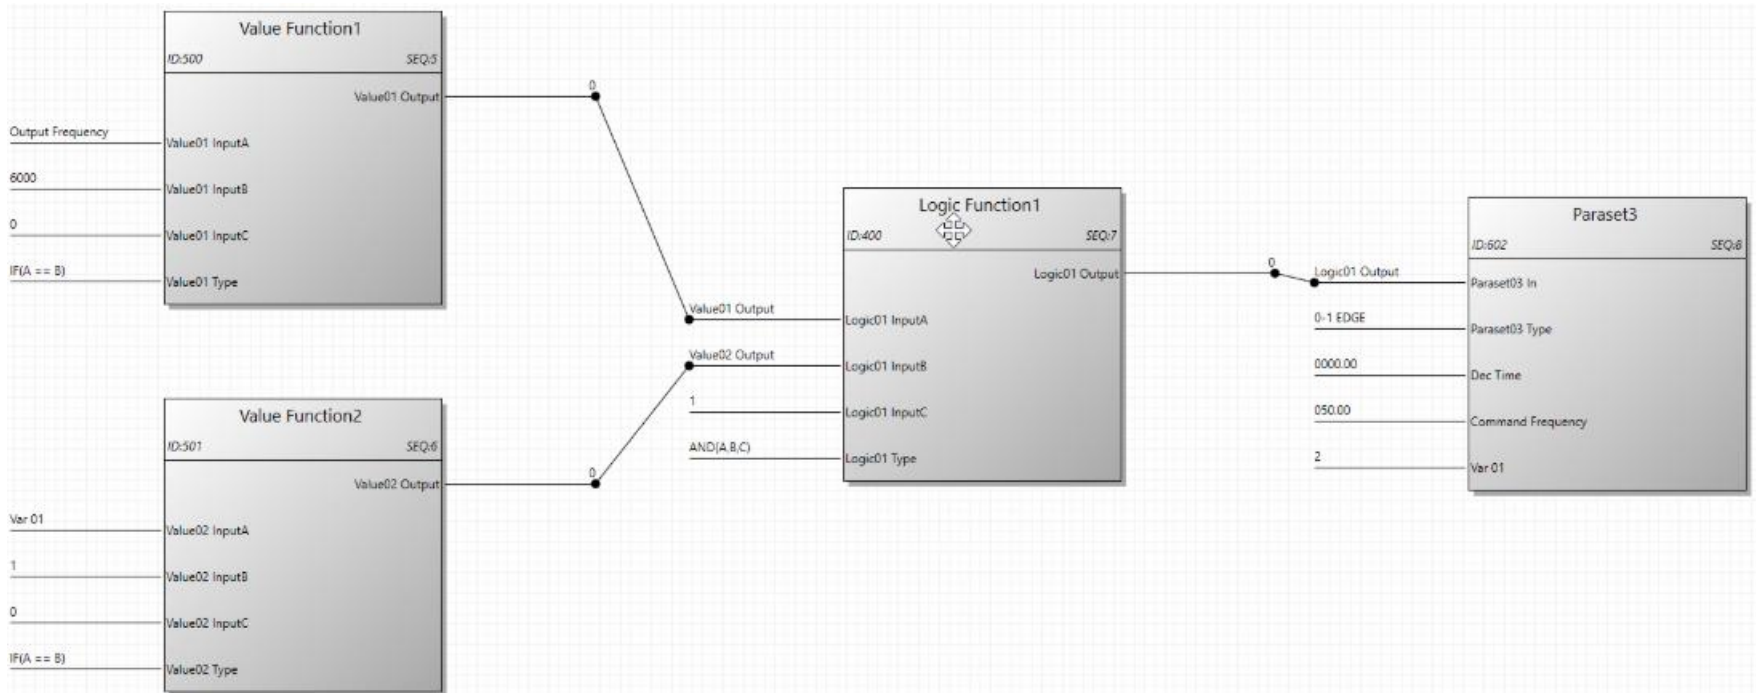 Value Function1
ID:500 SEQ:5
Value01 Output
0
Output Frequency
Value01 InputA
6000
Value01 InputB
0
Value01 InputC
IF(A == B)
Value01 Type
Value Function2
ID:501 SEQ:6
Value02 Output
0
Var 01
Value02 InputA
1
Value02 InputB
0
Value02 InputC
IF(A == B)
Value02 Type
Logic Function1
ID:400 SEQ:7
Logic01 Output
0
Value01 Output
Logic01 InputA
Value02 Output
Logic01 InputB
1
Logic01 InputC
AND(A,B,C)
Logic01 Type
Paraset3
ID:602 SEQ:8
Logic01 Output
Paraset03 In
0-1 EDGE
Paraset03 Type
0000.00
Dec Time
050.00
Command Frequency
2
Var 01